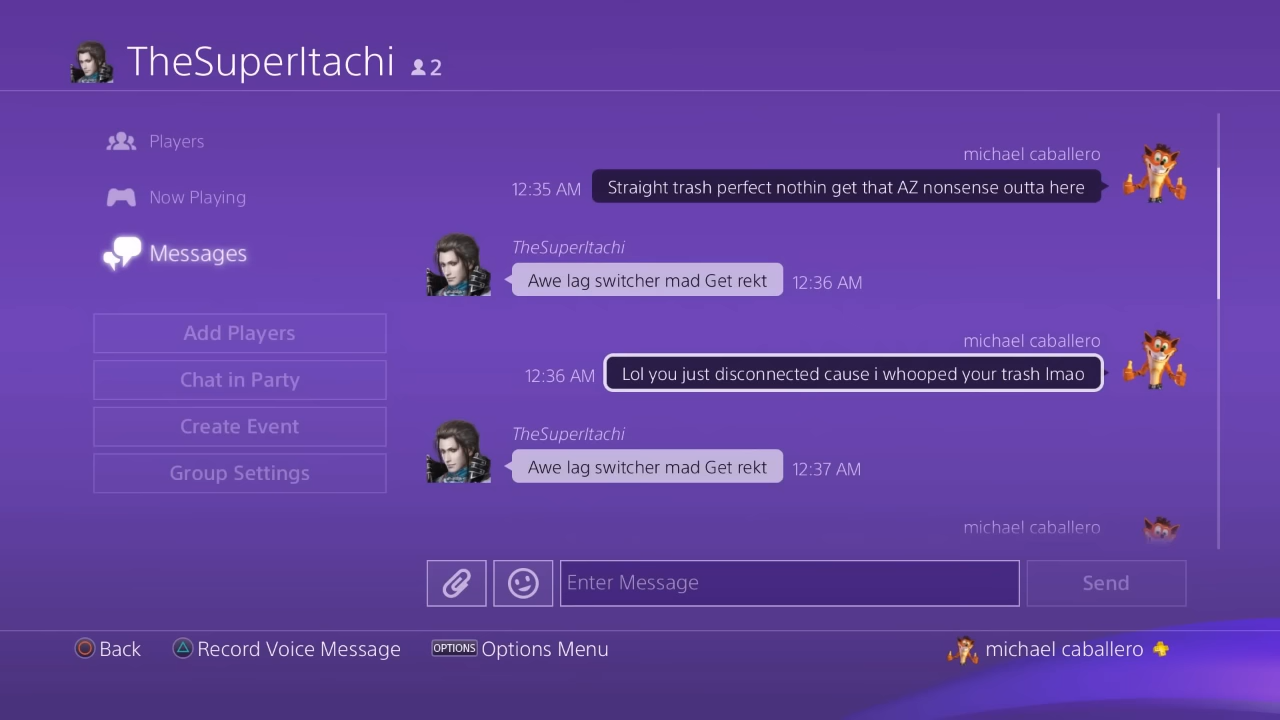 TheSuperItachi 2
Players
Now Playing
Messages
Add Players
Chat in Party
Create Event
Group Settings
michael caballero
12:35 AM Straight trash perfect nothin get that AZ nonsense outta here
TheSuperItachi
Awe lag switcher mad Get rekt 12:36 AM
michael caballero
12:36 AM Lol you just disconnected cause i whooped your trash lmao
TheSuperItachi
Awe lag switcher mad Get rekt 12:37 AM
michael caballero
Enter Message Send
Back Record Voice Message OPTIONS Options Menu michael caballero